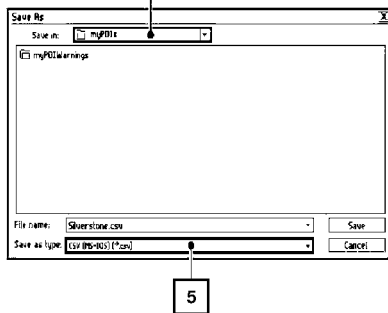 Save As X
Save in: myPOIs
myPOIWarnings
File name: Silverstone.csv Save
Save as type: CSV (MS-DOS) (*.csv) Cancel
5